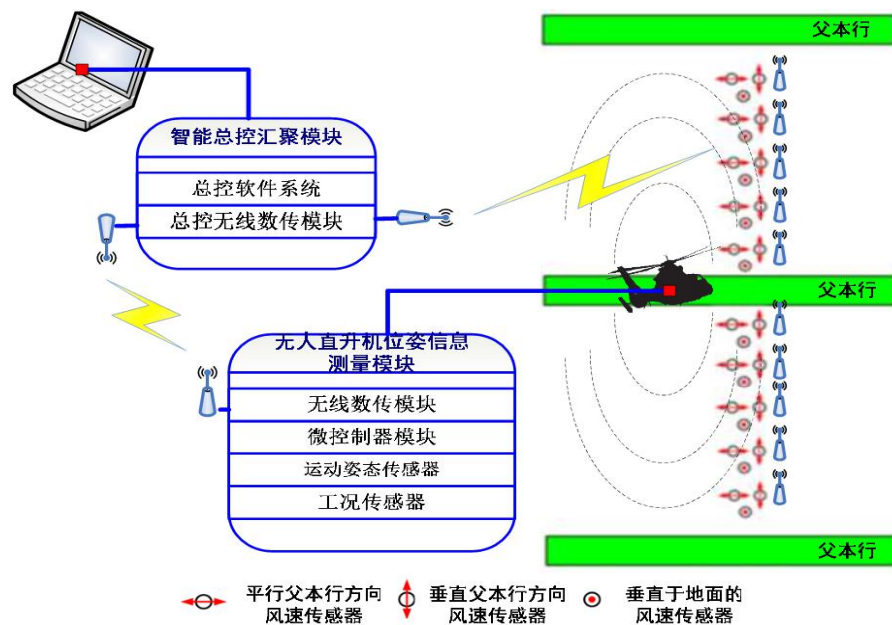 父本行
智能总控汇聚模块
总控软件系统
总控无线数传模块
父本行
无人直升机位姿信息
测量模块
无线数传模块
微控制器模块
运动姿态传感器
工况传感器
父本行
平行父本行方向
风速传感器
垂直父本行方向
风速传感器
垂直于地面的
风速传感器